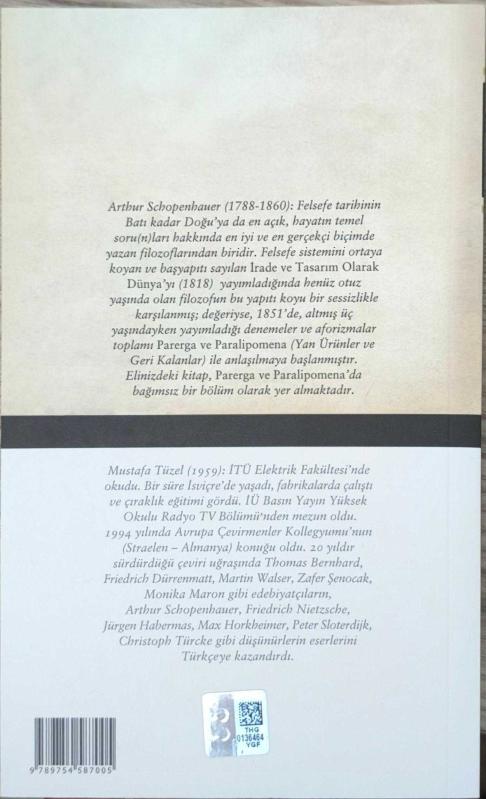 Arthur Schopenhauer (1788-1860): Felsefe tarihinin
Batı kadar Doğu'ya da en açık, hayatın temel
soru(n)ları hakkında en iyi ve en gerçekçi biçimde
yazan filozoflarından biridir. Felsefe sistemini ortaya
koyan ve başyapıtı sayılan İrade ve Tasarım Olarak
Dünya'yı (1818) yayımladığında henüz otuz
yaşında olan filozofun bu yapıtı koyu bir sessizlikle
karşılanmış; değeriyse, 1851'de, altmış üç
yaşındayken yayımladığı denemeler ve aforizmalar
toplamı Parerga ve Paralipomena (Yan Ürünler ve
Geri Kalanlar) ile anlaşılmaya başlanmıştır.
Elinizdeki kitap, Parerga ve Paralipomena'da
bağımsız bir bölüm olarak yer almaktadır.
Mustafa Tüzel (1959): İTÜ Elektrik Fakültesi'nde
okudu. Bir süre İsviçre'de yaşadı, fabrikalarda çalıştı
ve çıraklık eğitimi gördü. İÜ Basın Yayın Yüksek
Okulu Radyo TV Bölümü'nden mezun oldu.
1994 yılında Avrupa Çevirmenler Kollegyumu'nun
(Straelen – Almanya) konuğu oldu. 20 yıldır
sürdürdüğü çeviri uğraşında Thomas Bernhard,
Friedrich Dürrenmatt, Martin Walser, Zafer Şenocak,
Monika Maron gibi edebiyatçıların,
Arthur Schopenhauer, Friedrich Nietzsche,
Jürgen Habermas, Max Horkheimer, Peter Sloterdijk,
Christoph Türcke gibi düşünürlerin eserlerini
Türkçeye kazandırdı.
THG
0136464
YGF
9 789754 587005